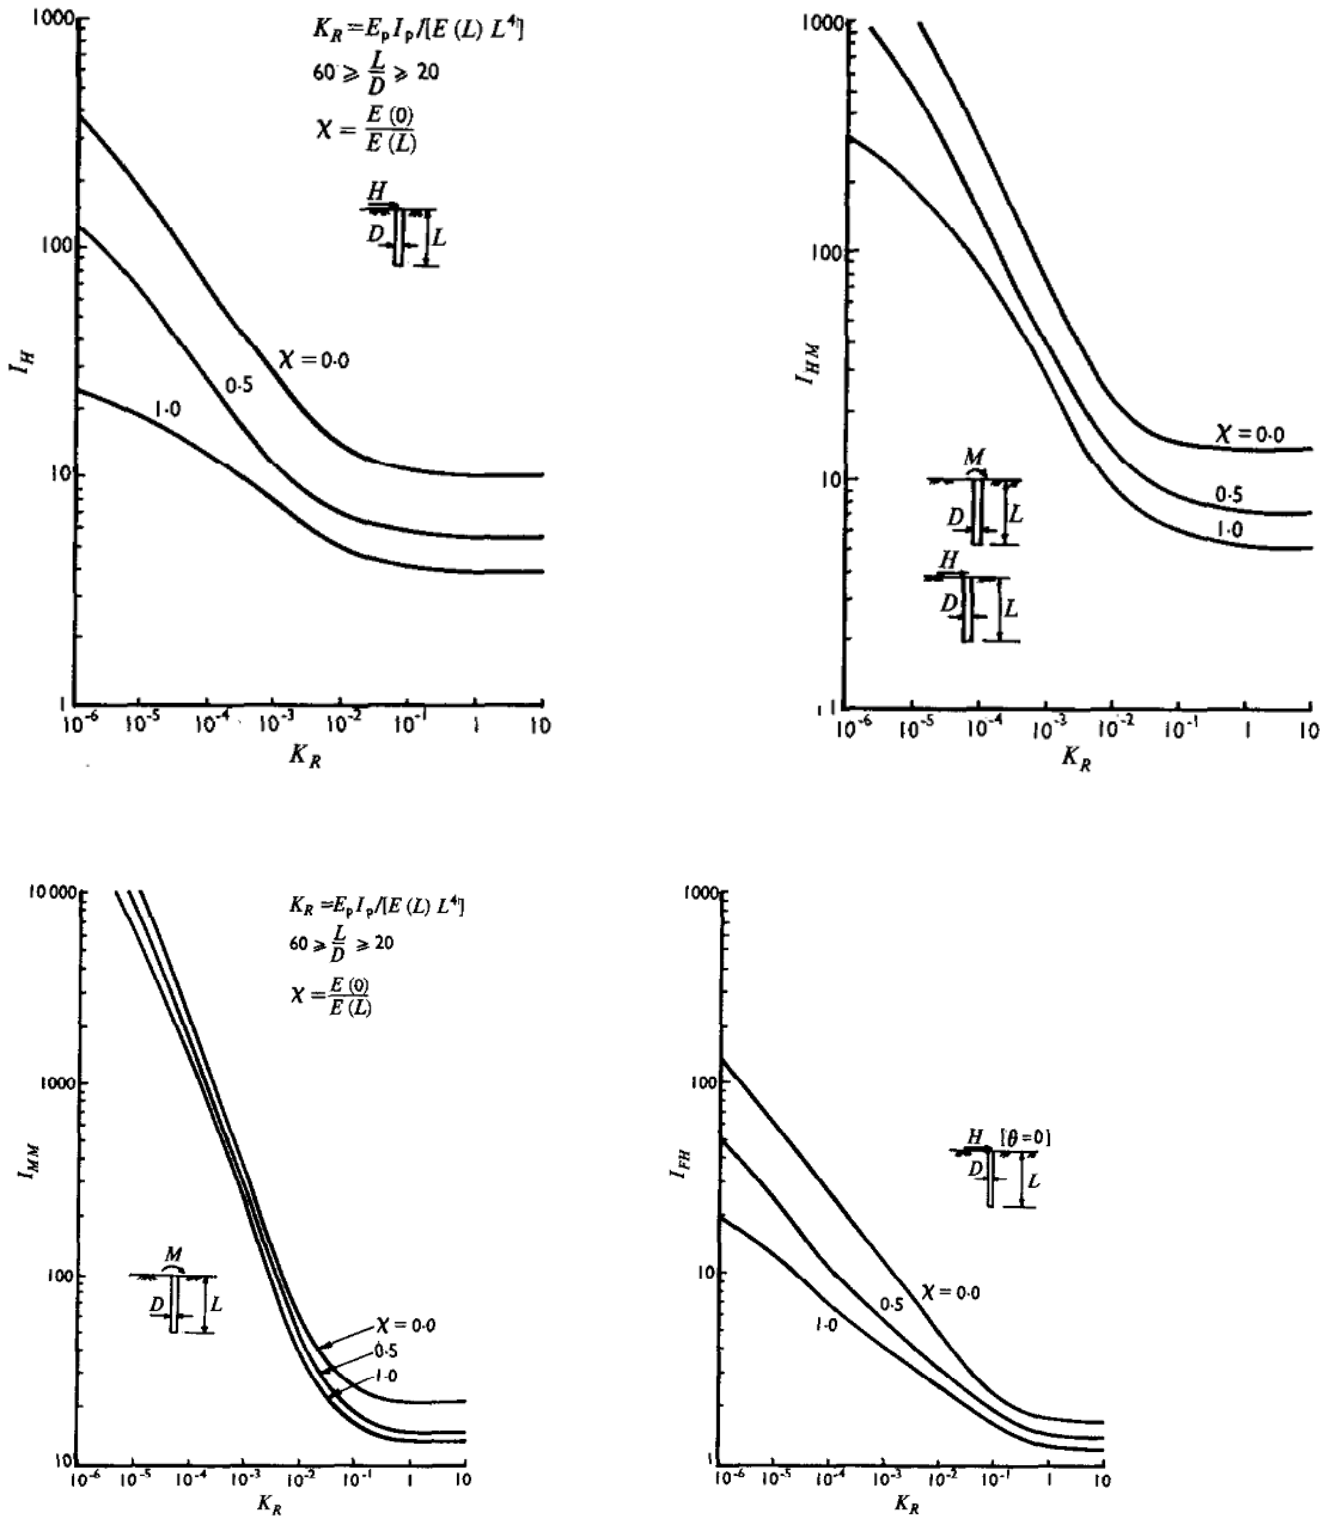 1000
100
10
1
I_H
K_R = E_p I_p/[E (L) L⁴]
60 ≥ L/D ≥ 20
χ = E (0)/E (L)
H
D
L
χ = 0·0
0·5
1·0
10⁻⁶ 10⁻⁵ 10⁻⁴ 10⁻³ 10⁻² 10⁻¹ 1 10
K_R
1000
100
10
1 1
I_HM
χ = 0·0
0·5
1·0
M
D
L
H
D
L
10⁻⁶ 10⁻⁵ 10⁻⁴ 10⁻³ 10⁻² 10⁻¹ 1 10
K_R
10 000
1000
100
10
I_MM
K_R = E_p I_p/[E (L) L⁴]
60 ≥ L/D ≥ 20
χ = E (0)/E (L)
M
D
L
χ = 0·0
0·5
1·0
10⁻⁶ 10⁻⁵ 10⁻⁴ 10⁻³ 10⁻² 10⁻¹ 1 10
K_R
1000
100
10
1
I_FH
H [θ = 0]
D
L
χ = 0·0
0·5
1·0
10⁻⁶ 10⁻⁵ 10⁻⁴ 10⁻³ 10⁻² 10⁻¹ 1 10
K_R